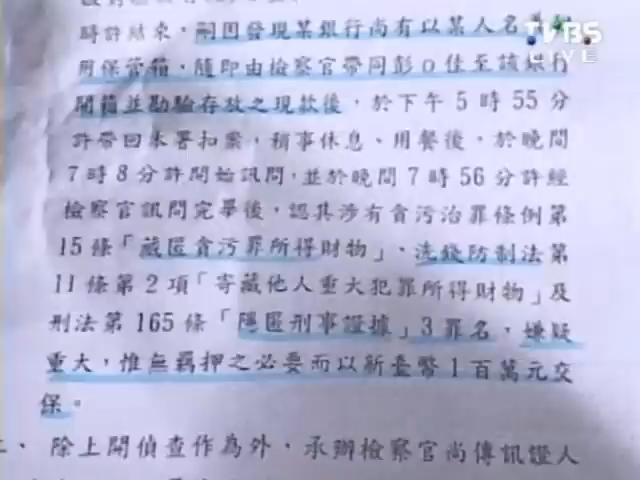 TVBS
LIVE
時許結束，嗣因發現某銀行尚有以某人名
用保管箱，隨即由檢察官帶同彭o佳至該銀行
開箱並勘驗存放之現款後，於下午5時55分
許帶回本署扣案，稍事休息、用餐後，於晚間
7時8分許開始訊問，並於晚間7時56分許經
檢察官訊問完畢後，認其涉有貪污治罪條例第
15條「藏匿貪污罪所得財物」、洗錢防制法第
11條第2項「寄藏他人重大犯罪所得財物」及
刑法第165條「隱匿刑事證據」3罪名，嫌疑
重大，惟無羈押之必要而以新臺幣1百萬元交
保。
、除上開偵查作為外，承辦檢察官尚傳訊證人